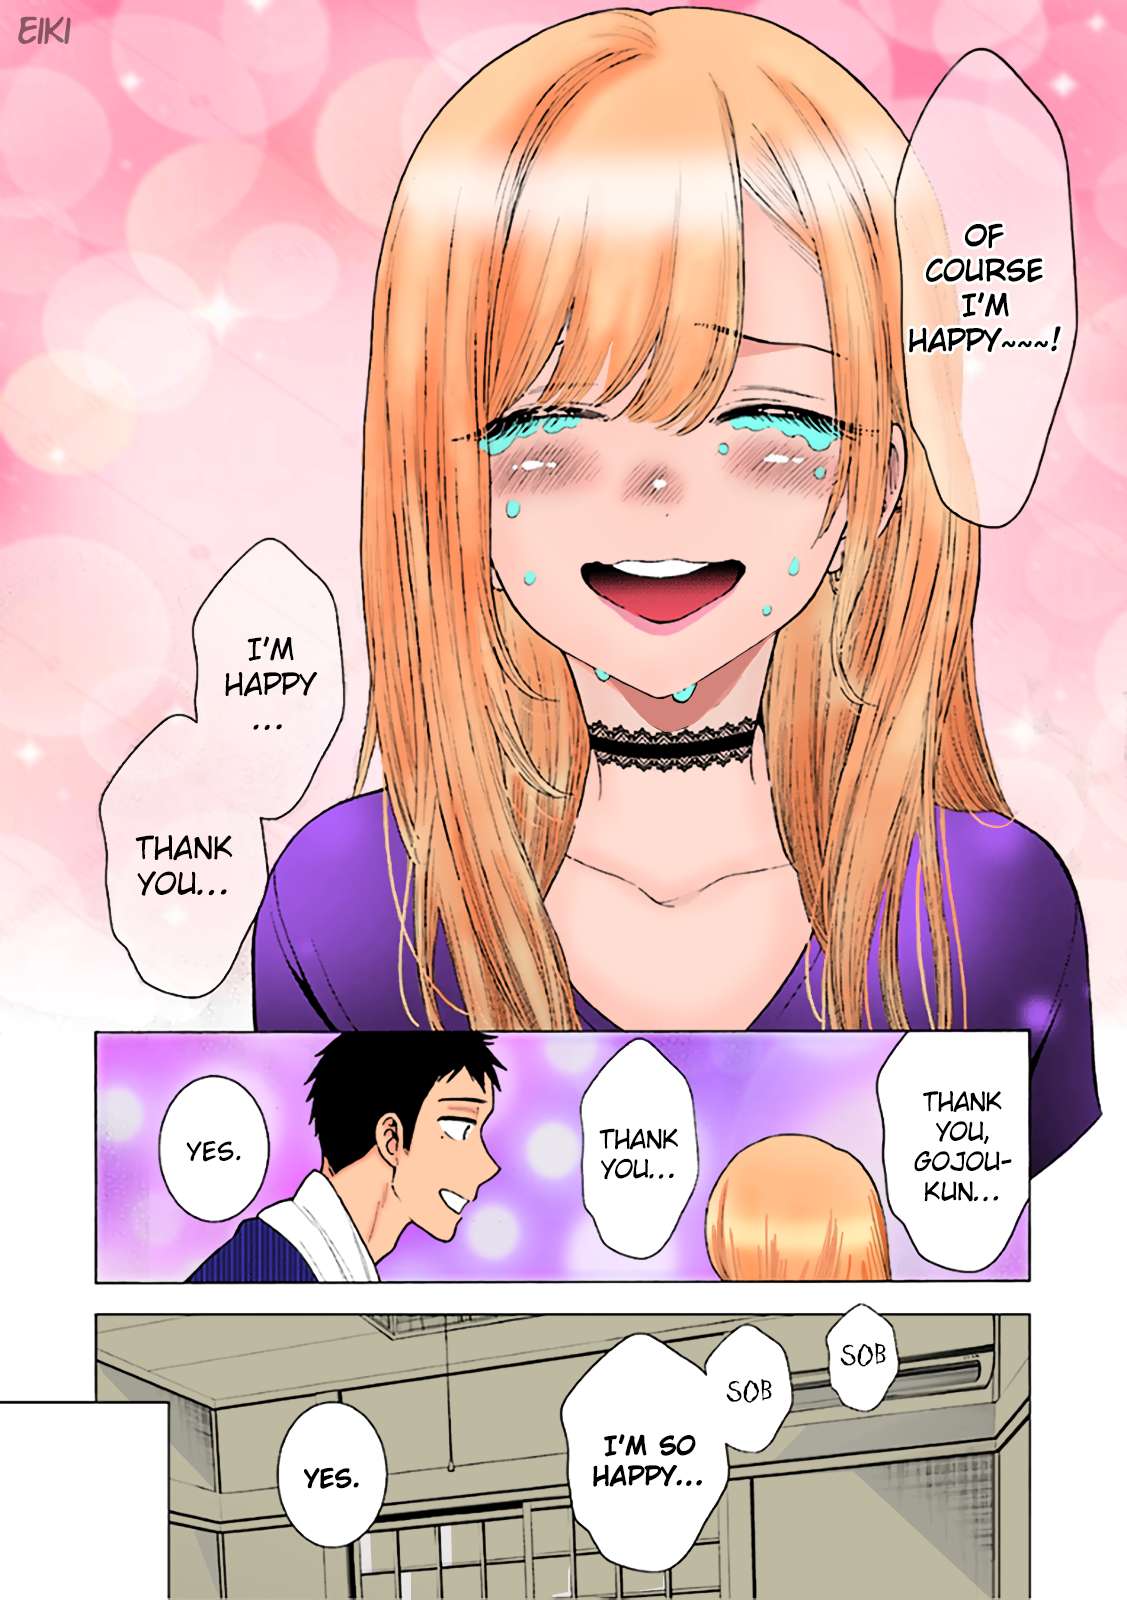 EIKI
OF
COURSE
I'M
HAPPY~~~!
I'M
HAPPY
...
THANK
YOU...
THANK
YOU,
GOJOU-
KUN...
THANK
YOU...
YES.
SOB
SOB
I'M SO
HAPPY...
YES.